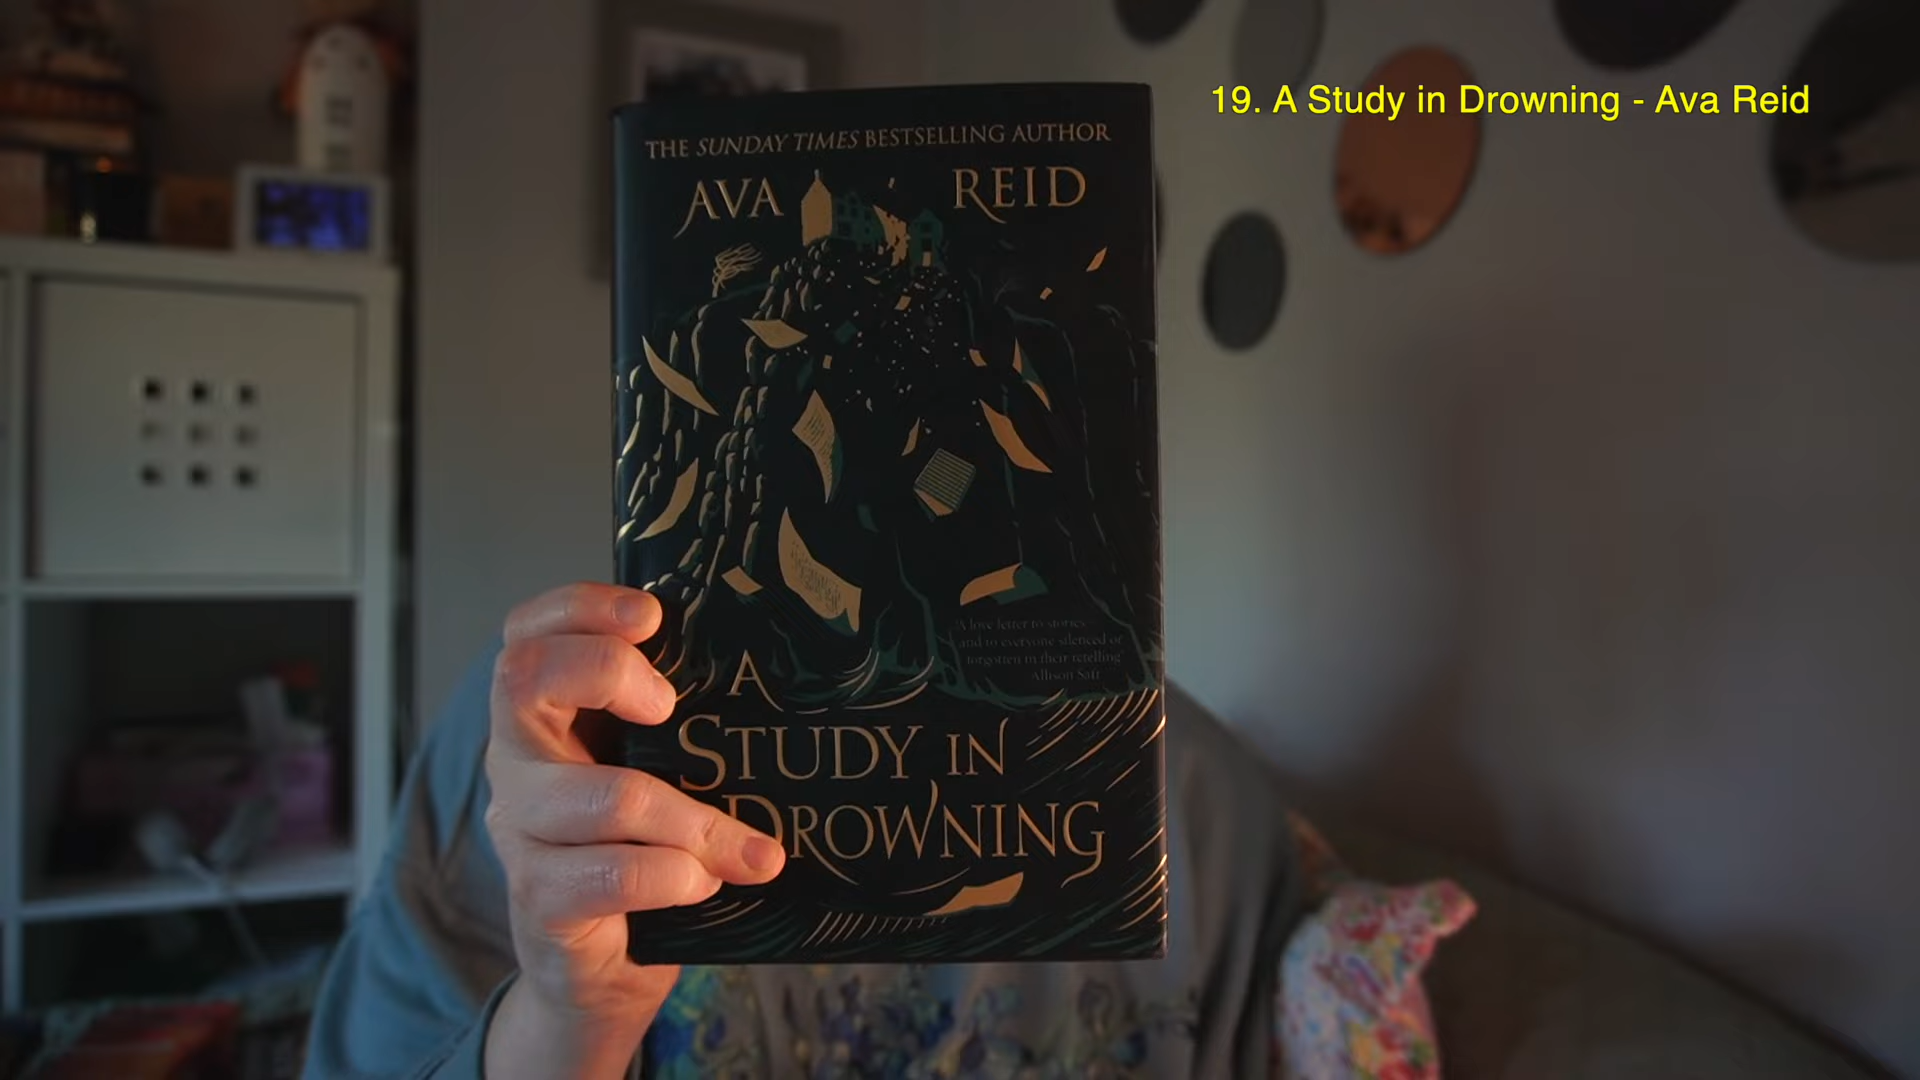 19. A Study in Drowning - Ava Reid
THE SUNDAY TIMES BESTSELLING AUTHOR
AVA REID
"A love letter to stories
and to everyone silenced or
forgotten in their retelling"
Allison Saft
A
STUDY IN
DROWNING